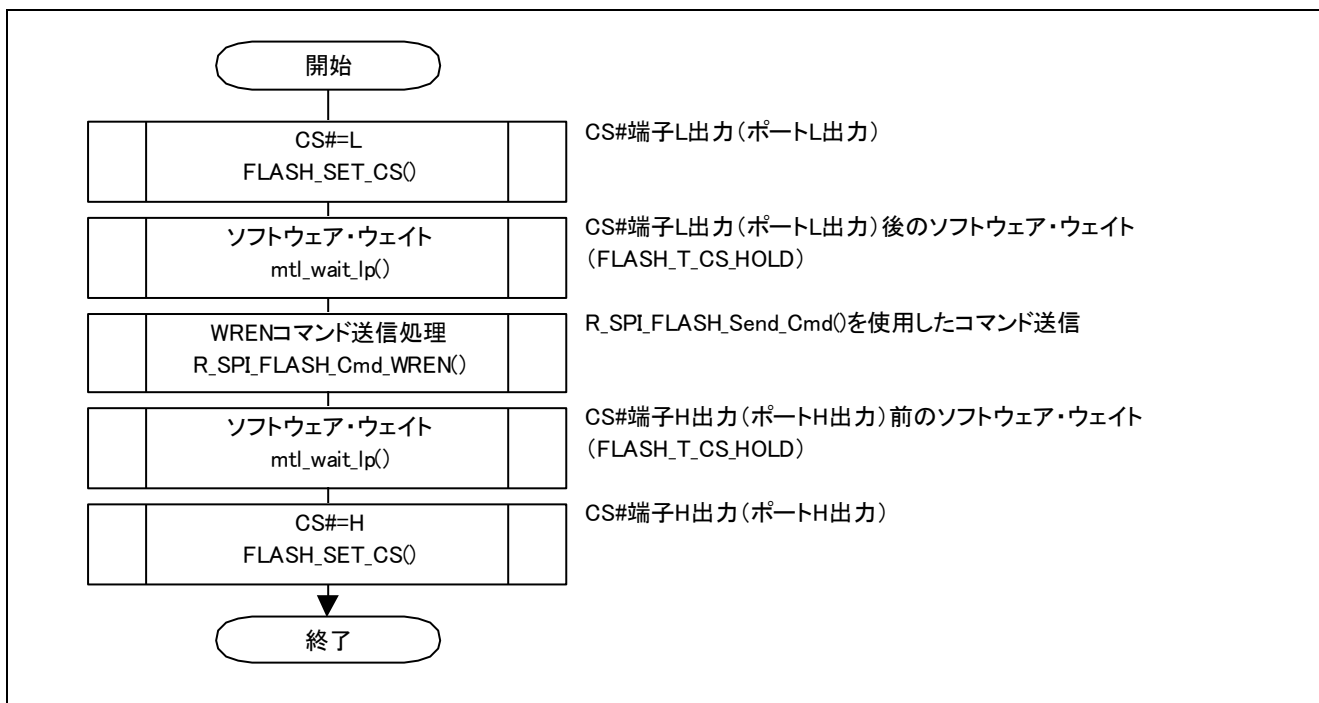 開始
CS#=L
FLASH_SET_CS()
CS#端子L出力(ポートL出力)
ソフトウェア・ウェイト
mtl_wait_lp()
CS#端子L出力(ポートL出力)後のソフトウェア・ウェイト
(FLASH_T_CS_HOLD)
WRENコマンド送信処理
R_SPI_FLASH_Cmd_WREN()
R_SPI_FLASH_Send_Cmd()を使用したコマンド送信
ソフトウェア・ウェイト
mtl_wait_lp()
CS#端子H出力(ポートH出力)前のソフトウェア・ウェイト
(FLASH_T_CS_HOLD)
CS#=H
FLASH_SET_CS()
CS#端子H出力(ポートH出力)
終了